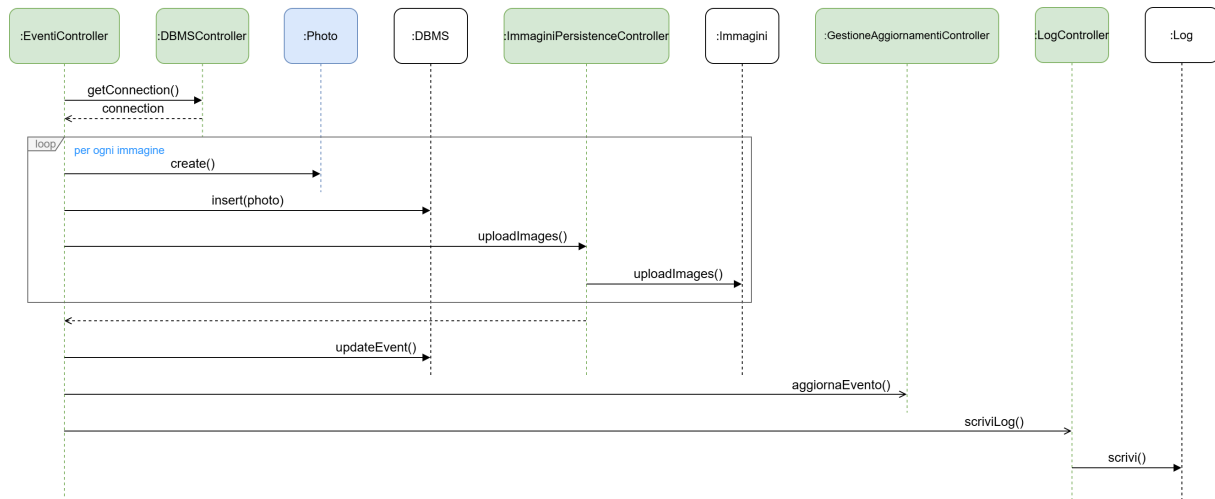 :EventiController
:DBMSController
:Photo
:DBMS
:ImmaginiPersistenceController
:Immagini
:GestioneAggiornamentiController
:LogController
:Log
getConnection()
connection
loop
per ogni immagine
create()
insert(photo)
uploadImages()
uploadImages()
updateEvent()
aggiornaEvento()
scriviLog()
scrivi()